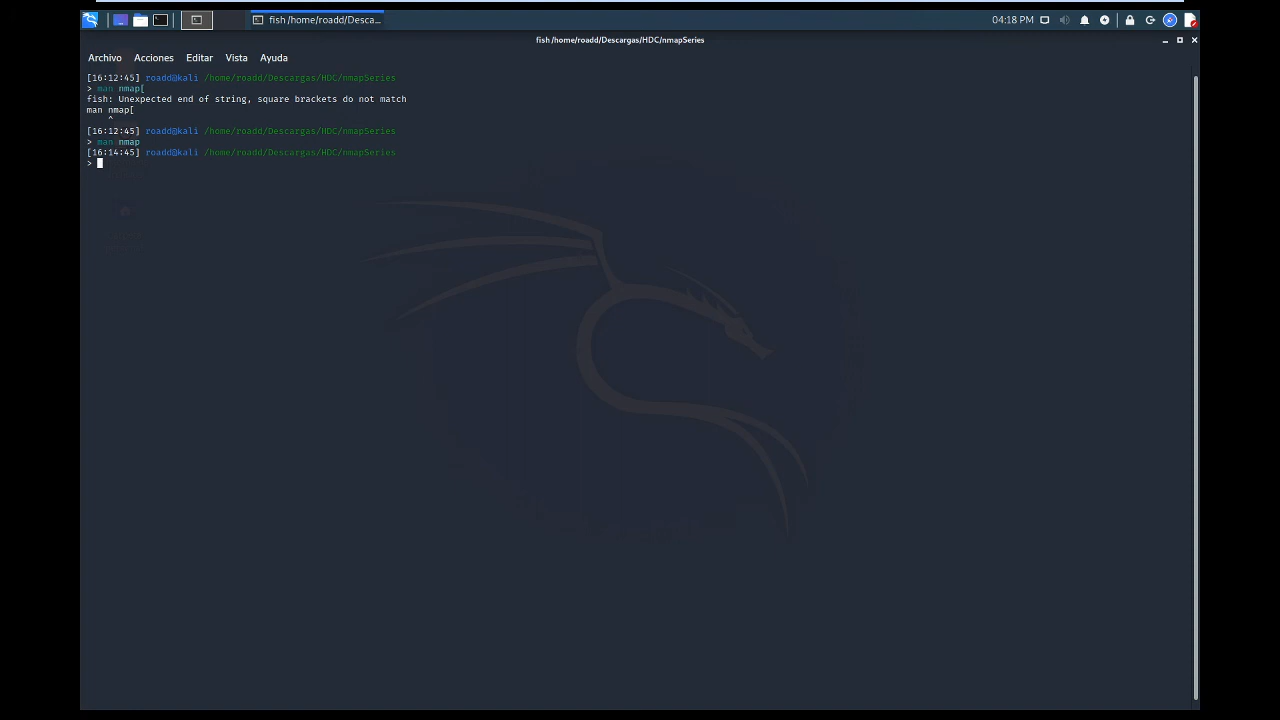 fish /home/roadd/Desca...
04:18 PM
fish /home/roadd/Descargas/HDC/nmapSeries
Archivo Acciones Editar Vista Ayuda
[16:12:45] roadd@kali /home/roadd/Descargas/HDC/nmapSeries
> man nmap[
fish: Unexpected end of string, square brackets do not match
man nmap[
^
[16:12:45] roadd@kali /home/roadd/Descargas/HDC/nmapSeries
> man nmap
[16:14:45] roadd@kali /home/roadd/Descargas/HDC/nmapSeries
>